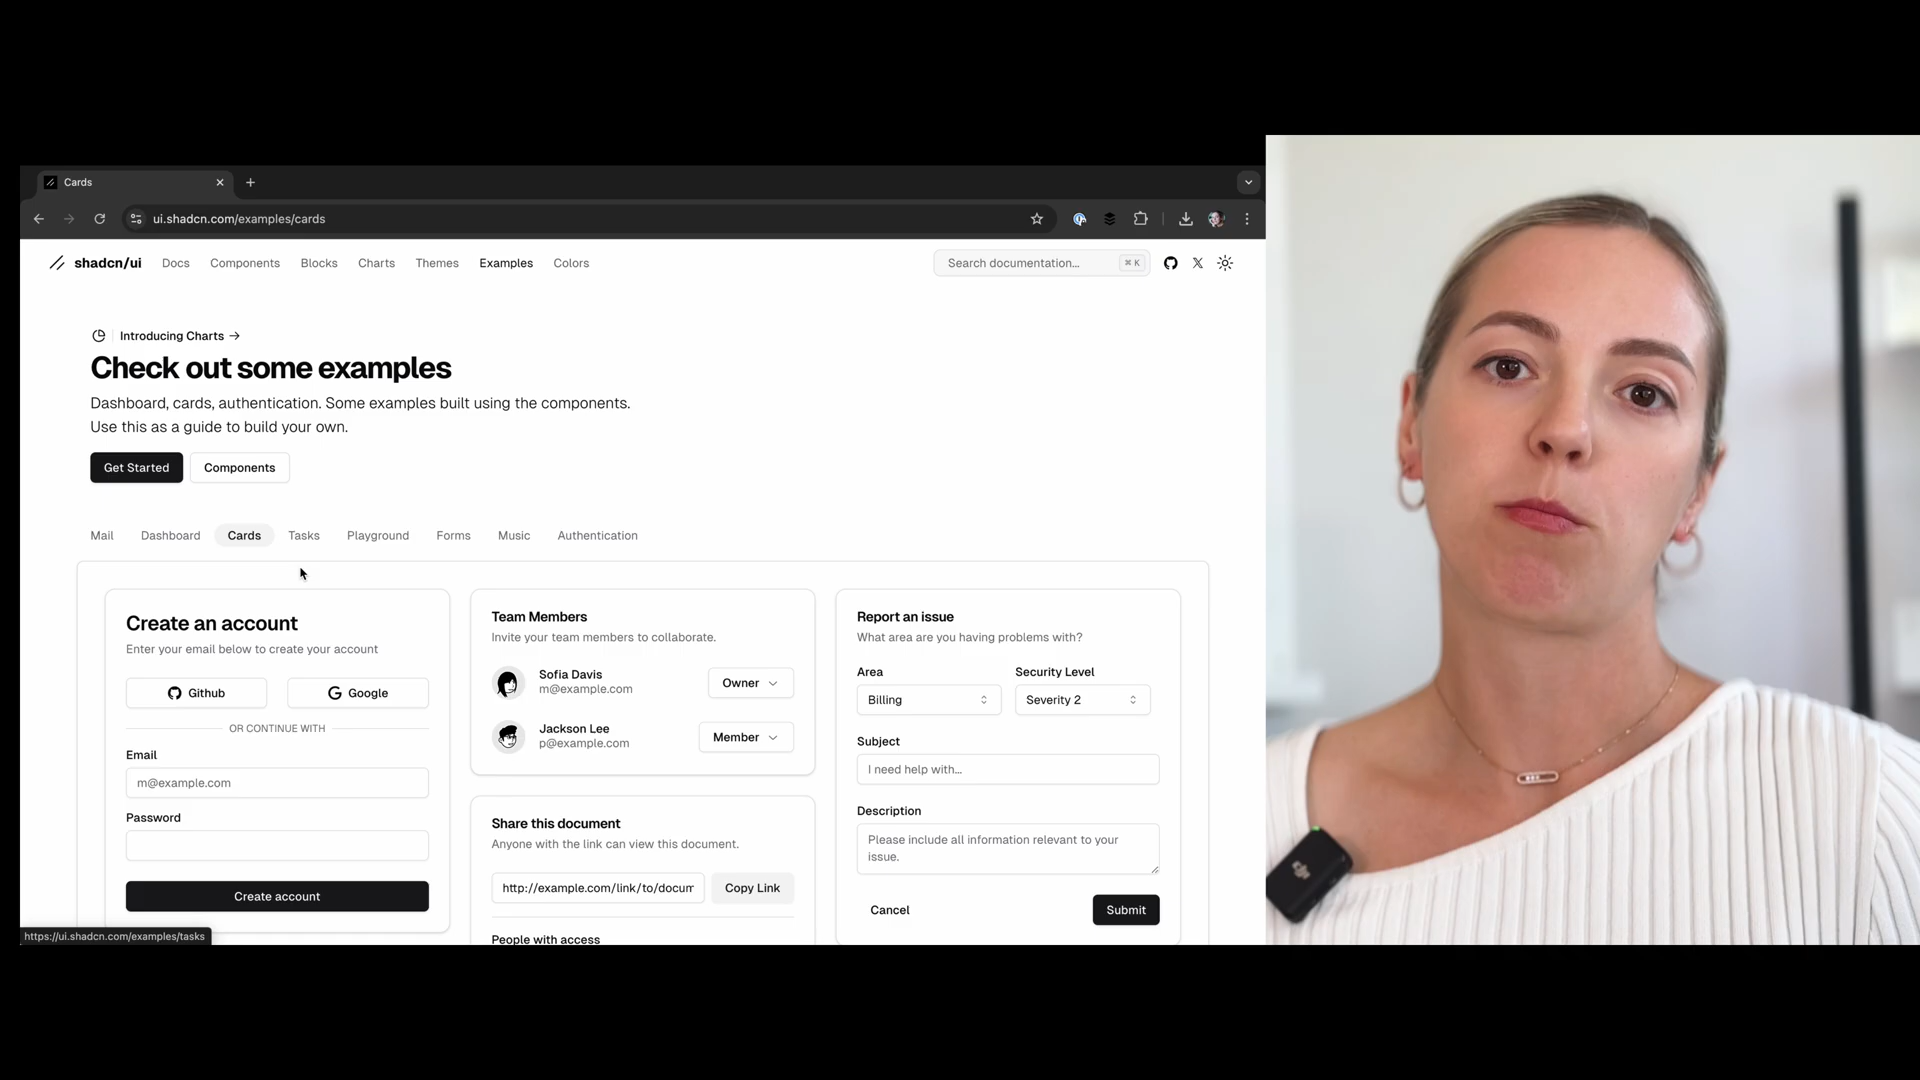 Cards
ui.shadcn.com/examples/cards
shadcn/ui Docs Components Blocks Charts Themes Examples Colors Search documentation... ⌘ K
Introducing Charts →
Check out some examples
Dashboard, cards, authentication. Some examples built using the components.
Use this as a guide to build your own.
Get Started Components
Mail Dashboard Cards Tasks Playground Forms Music Authentication
Create an account
Enter your email below to create your account
Github Google
OR CONTINUE WITH
Email
m@example.com
Password
Create account
Team Members
Invite your team members to collaborate.
Sofia Davis
m@example.com
Owner
Jackson Lee
p@example.com
Member
Share this document
Anyone with the link can view this document.
http://example.com/link/to/docum Copy Link
People with access
Report an issue
What area are you having problems with?
Area Security Level
Billing Severity 2
Subject
I need help with...
Description
Please include all information relevant to your
issue.
Cancel Submit
https://ui.shadcn.com/examples/tasks
dji